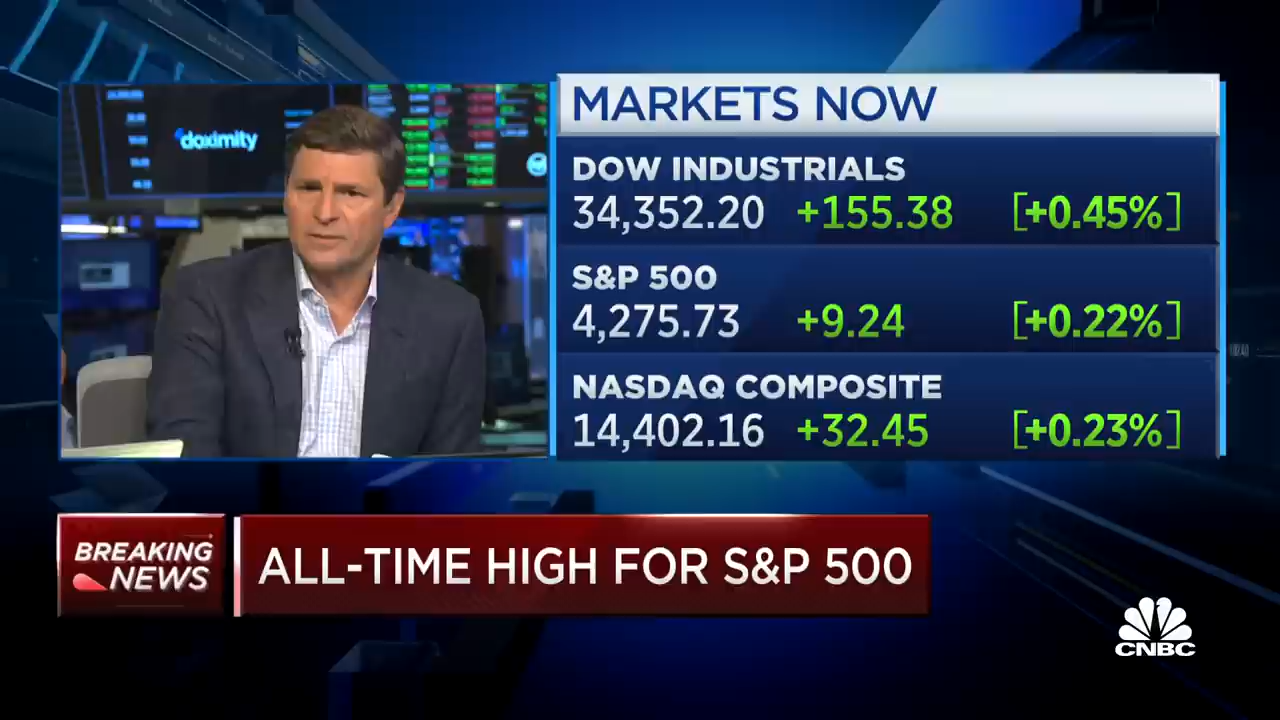 doximity
MARKETS NOW
DOW INDUSTRIALS
34,352.20 +155.38 [+0.45%]
S&P 500
4,275.73 +9.24 [+0.22%]
NASDAQ COMPOSITE
14,402.16 +32.45 [+0.23%]
BREAKING
NEWS
ALL-TIME HIGH FOR S&P 500
CNBC